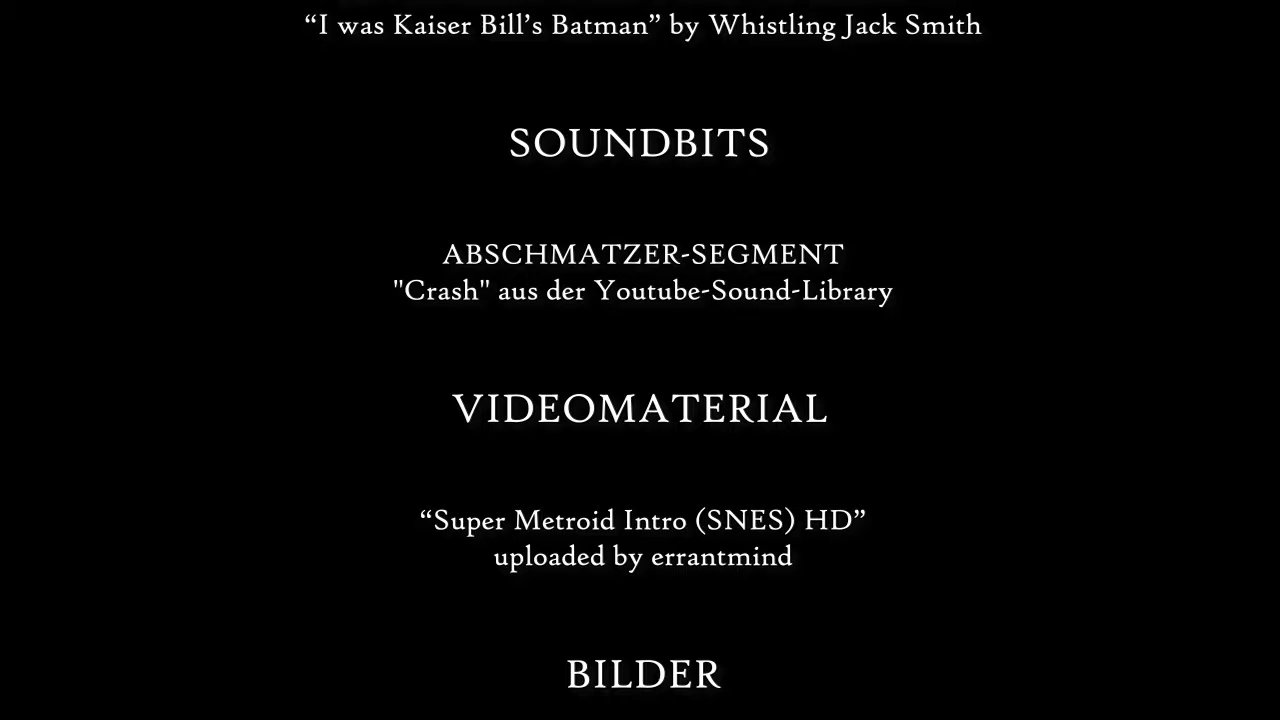 “I was Kaiser Bill’s Batman” by Whistling Jack Smith
SOUNDBITS
ABSCHMATZER-SEGMENT
"Crash" aus der Youtube-Sound-Library
VIDEOMATERIAL
“Super Metroid Intro (SNES) HD”
uploaded by errantmind
BILDER